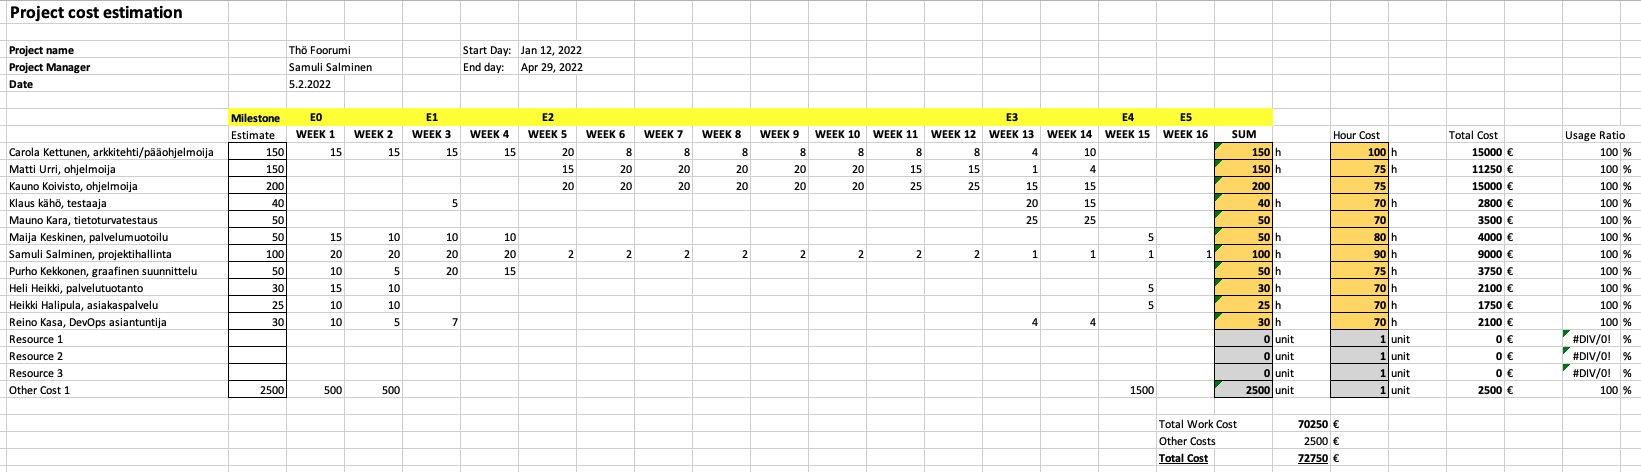 Project cost estimation
Project name Thö Foorumi Start Day: Jan 12, 2022
Project Manager Samuli Salminen End day: Apr 29, 2022
Date 5.2.2022
Milestone E0 E1 E2 E3 E4 E5
Estimate WEEK 1 WEEK 2 WEEK 3 WEEK 4 WEEK 5 WEEK 6 WEEK 7 WEEK 8 WEEK 9 WEEK 10 WEEK 11 WEEK 12 WEEK 13 WEEK 14 WEEK 15 WEEK 16 SUM Hour Cost Total Cost Usage Ratio
Carola Kettunen, arkkitehti/pääohjelmoija 150 15 15 15 15 20 8 8 8 8 8 8 8 4 10 150 h 100 h 15000 € 100 %
Matti Urri, ohjelmoija 150 15 20 20 20 20 20 15 15 1 4 150 h 75 h 11250 € 100 %
Kauno Koivisto, ohjelmoija 200 20 20 20 20 20 20 25 25 15 15 200 75 15000 € 100 %
Klaus kähö, testaaja 40 5 20 15 40 h 70 h 2800 € 100 %
Mauno Kara, tietoturvatestaus 50 25 25 50 70 3500 € 100 %
Maija Keskinen, palvelumuotoilu 50 15 10 10 10 5 50 h 80 h 4000 € 100 %
Samuli Salminen, projektihallinta 100 20 20 20 20 2 2 2 2 2 2 2 2 1 1 1 1 100 h 90 h 9000 € 100 %
Purho Kekkonen, graafinen suunnittelu 50 10 5 20 15 50 h 75 h 3750 € 100 %
Heli Heikki, palvelutuotanto 30 15 10 5 30 h 70 h 2100 € 100 %
Heikki Halipula, asiakaspalvelu 25 10 10 5 25 h 70 h 1750 € 100 %
Reino Kasa, DevOps asiantuntija 30 10 5 7 4 4 30 h 70 h 2100 € 100 %
Resource 1 0 unit 1 unit 0 € #DIV/0! %
Resource 2 0 unit 1 unit 0 € #DIV/0! %
Resource 3 0 unit 1 unit 0 € #DIV/0! %
Other Cost 1 2500 500 500 1500 2500 unit 1 unit 2500 € 100 %
Total Work Cost 70250 €
Other Costs 2500 €
Total Cost 72750 €